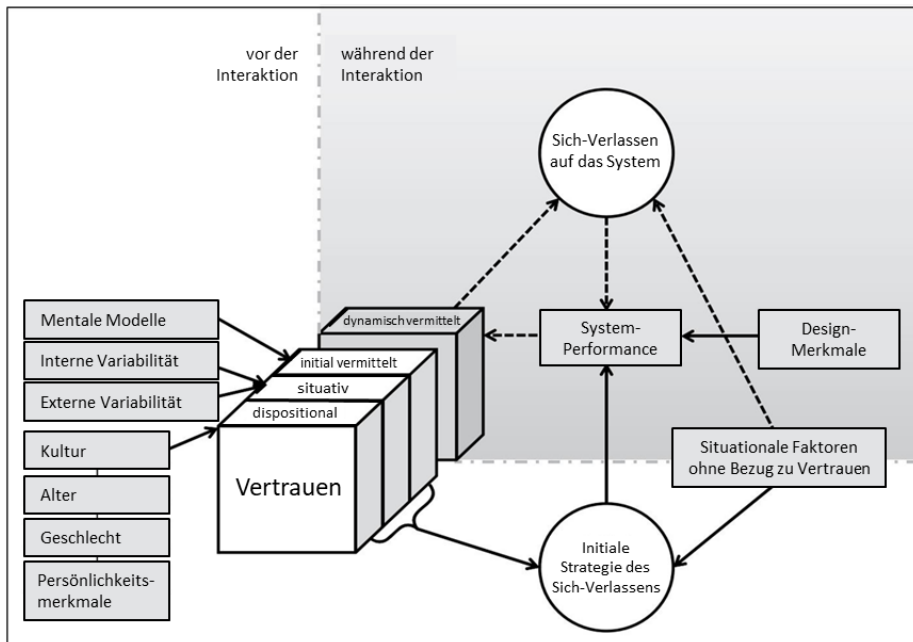 vor der
Interaktion
während der
Interaktion
Sich-Verlassen
auf das System
Mentale Modelle
Interne Variabilität
Externe Variabilität
Kultur
Alter
Geschlecht
Persönlichkeits-
merkmale
dynamisch vermittelt
initial vermittelt
situativ
dispositional
Vertrauen
System-
Performance
Design-
Merkmale
Situationale Faktoren
ohne Bezug zu Vertrauen
Initiale
Strategie des
Sich-Verlassens